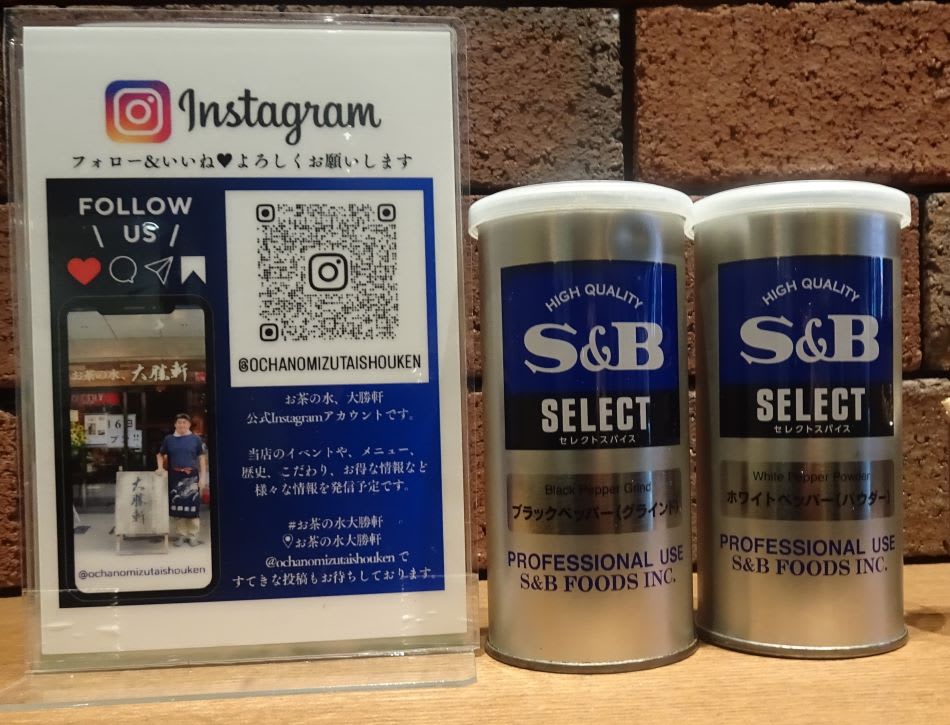 Instagram
フォロー&いいね♥よろしくお願いします
FOLLOW
\ US /
@OCHANOMIZUTAISHOUKEN
お茶の水、大勝軒
大勝軒
@ochanomizutaishouken
お茶の水、大勝軒
公式Instagramアカウントです。
当店のイベントや、メニュー、
歴史、こだわり、お得な情報など
様々な情報を発信予定です。
#お茶の水大勝軒
お茶の水大勝軒
@ochanomizutaishouken で
すてきな投稿もお待ちしております。
HIGH QUALITY
S&B
SELECT
セレクトスパイス
Black Pepper Grind
ブラックペッパー(グラインド)
PROFESSIONAL USE
S&B FOODS INC.
HIGH QUALITY
S&B
SELECT
セレクトスパイス
White Pepper Powder
ホワイトペッパー(パウダー)
PROFESSIONAL USE
S&B FOODS INC.